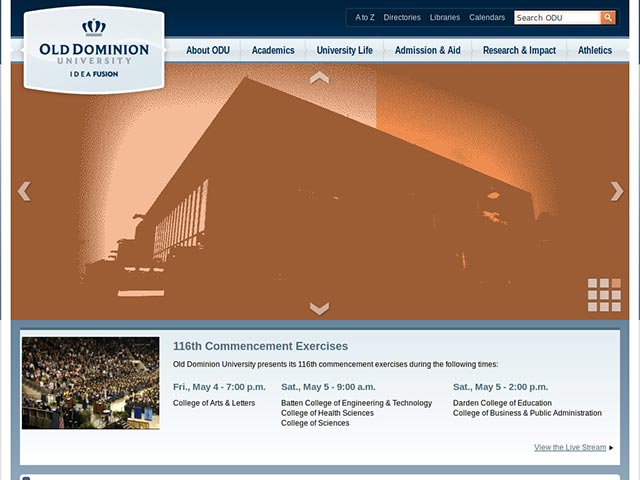 A to Z Directories Libraries Calendars Search ODU
OLD DOMINION
UNIVERSITY
IDEA FUSION
About ODU Academics University Life Admission & Aid Research & Impact Athletics
116th Commencement Exercises
Old Dominion University presents its 116th commencement exercises during the following times:
Fri., May 4 - 7:00 p.m.
College of Arts & Letters
Sat., May 5 - 9:00 a.m.
Batten College of Engineering & Technology
College of Health Sciences
College of Sciences
Sat., May 5 - 2:00 p.m.
Darden College of Education
College of Business & Public Administration
View the Live Stream